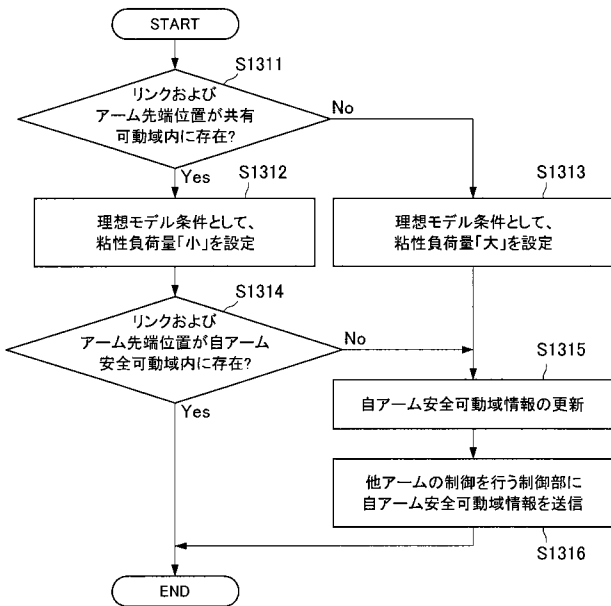 START
S1311
リンクおよび
アーム先端位置が共有
可動域内に存在?
No
Yes
S1312
理想モデル条件として、
粘性負荷量「小」を設定
S1313
理想モデル条件として、
粘性負荷量「大」を設定
S1314
リンクおよび
アーム先端位置が自アーム
安全可動域内に存在?
No
Yes
S1315
自アーム安全可動域情報の更新
他アームの制御を行う制御部に
自アーム安全可動域情報を送信
S1316
END